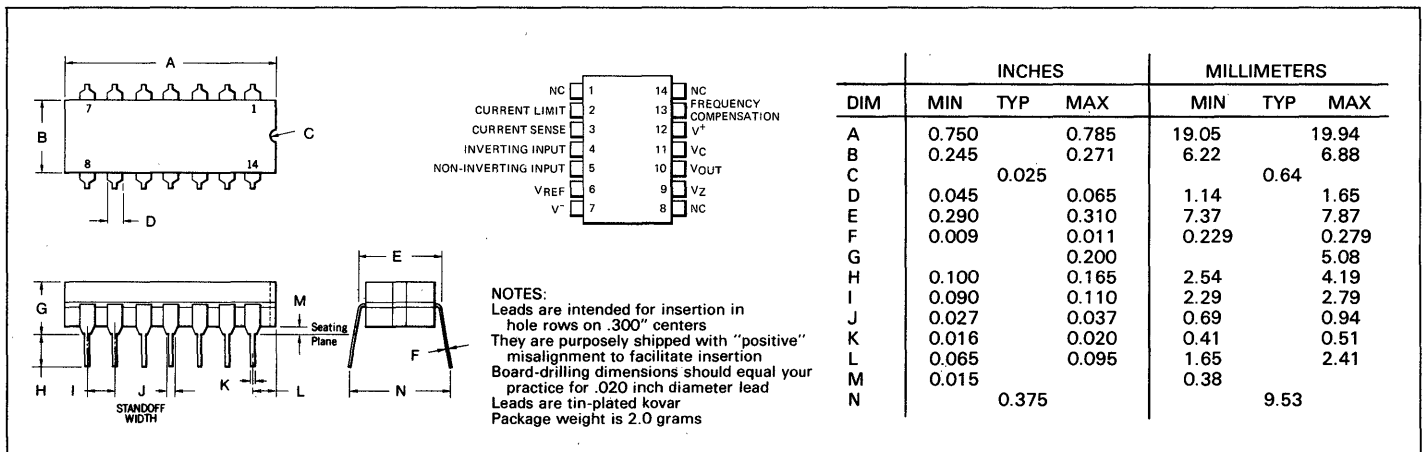 A
7 1
B
C
8 14
D
NC 1 14 NC
CURRENT LIMIT 2 13 FREQUENCY COMPENSATION
CURRENT SENSE 3 12 V+
INVERTING INPUT 4 11 VC
NON-INVERTING INPUT 5 10 VOUT
VREF 6 9 VZ
V- 7 8 NC
E
G
M
Seating
Plane
F
H I J K L
STANDOFF
WIDTH
N
NOTES:
Leads are intended for insertion in
hole rows on .300" centers
They are purposely shipped with "positive"
misalignment to facilitate insertion
Board-drilling dimensions should equal your
practice for .020 inch diameter lead
Leads are tin-plated kovar
Package weight is 2.0 grams
INCHES MILLIMETERS
DIM MIN TYP MAX MIN TYP MAX
A 0.750 0.785 19.05 19.94
B 0.245 0.271 6.22 6.88
C 0.025 0.64
D 0.045 0.065 1.14 1.65
E 0.290 0.310 7.37 7.87
F 0.009 0.011 0.229 0.279
G 0.200 5.08
H 0.100 0.165 2.54 4.19
I 0.090 0.110 2.29 2.79
J 0.027 0.037 0.69 0.94
K 0.016 0.020 0.41 0.51
L 0.065 0.095 1.65 2.41
M 0.015 0.38
N 0.375 9.53